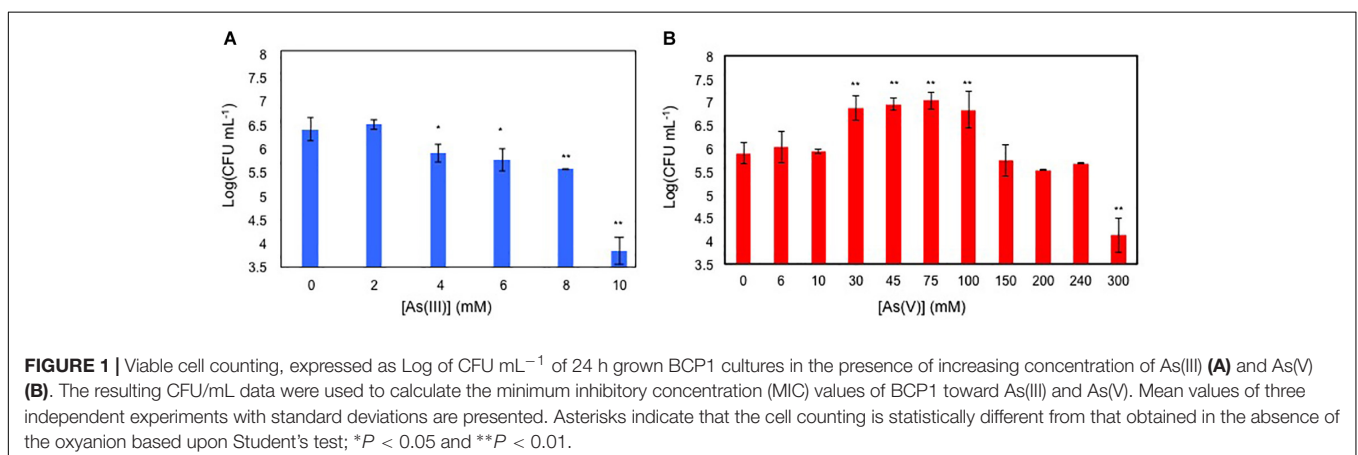 A
B
8
7.5
7
6.5
6
5.5
5
4.5
4
3.5
Log(CFU mL⁻¹)
*
*
**
**
0 2 4 6 8 10
[As(III)] (mM)
8
7.5
7
6.5
6
5.5
5
4.5
4
3.5
Log(CFU mL⁻¹)
** ** ** **
**
0 6 10 30 45 75 100 150 200 240 300
[As(V)] (mM)
FIGURE 1 | Viable cell counting, expressed as Log of CFU mL⁻¹ of 24 h grown BCP1 cultures in the presence of increasing concentration of As(III) (A) and As(V)
(B). The resulting CFU/mL data were used to calculate the minimum inhibitory concentration (MIC) values of BCP1 toward As(III) and As(V). Mean values of three
independent experiments with standard deviations are presented. Asterisks indicate that the cell counting is statistically different from that obtained in the absence of
the oxyanion based upon Student's test; *P < 0.05 and **P < 0.01.